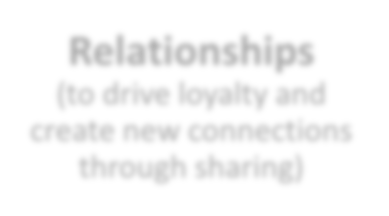 Relationships
(to drive loyalty and
create new connections
through sharing)